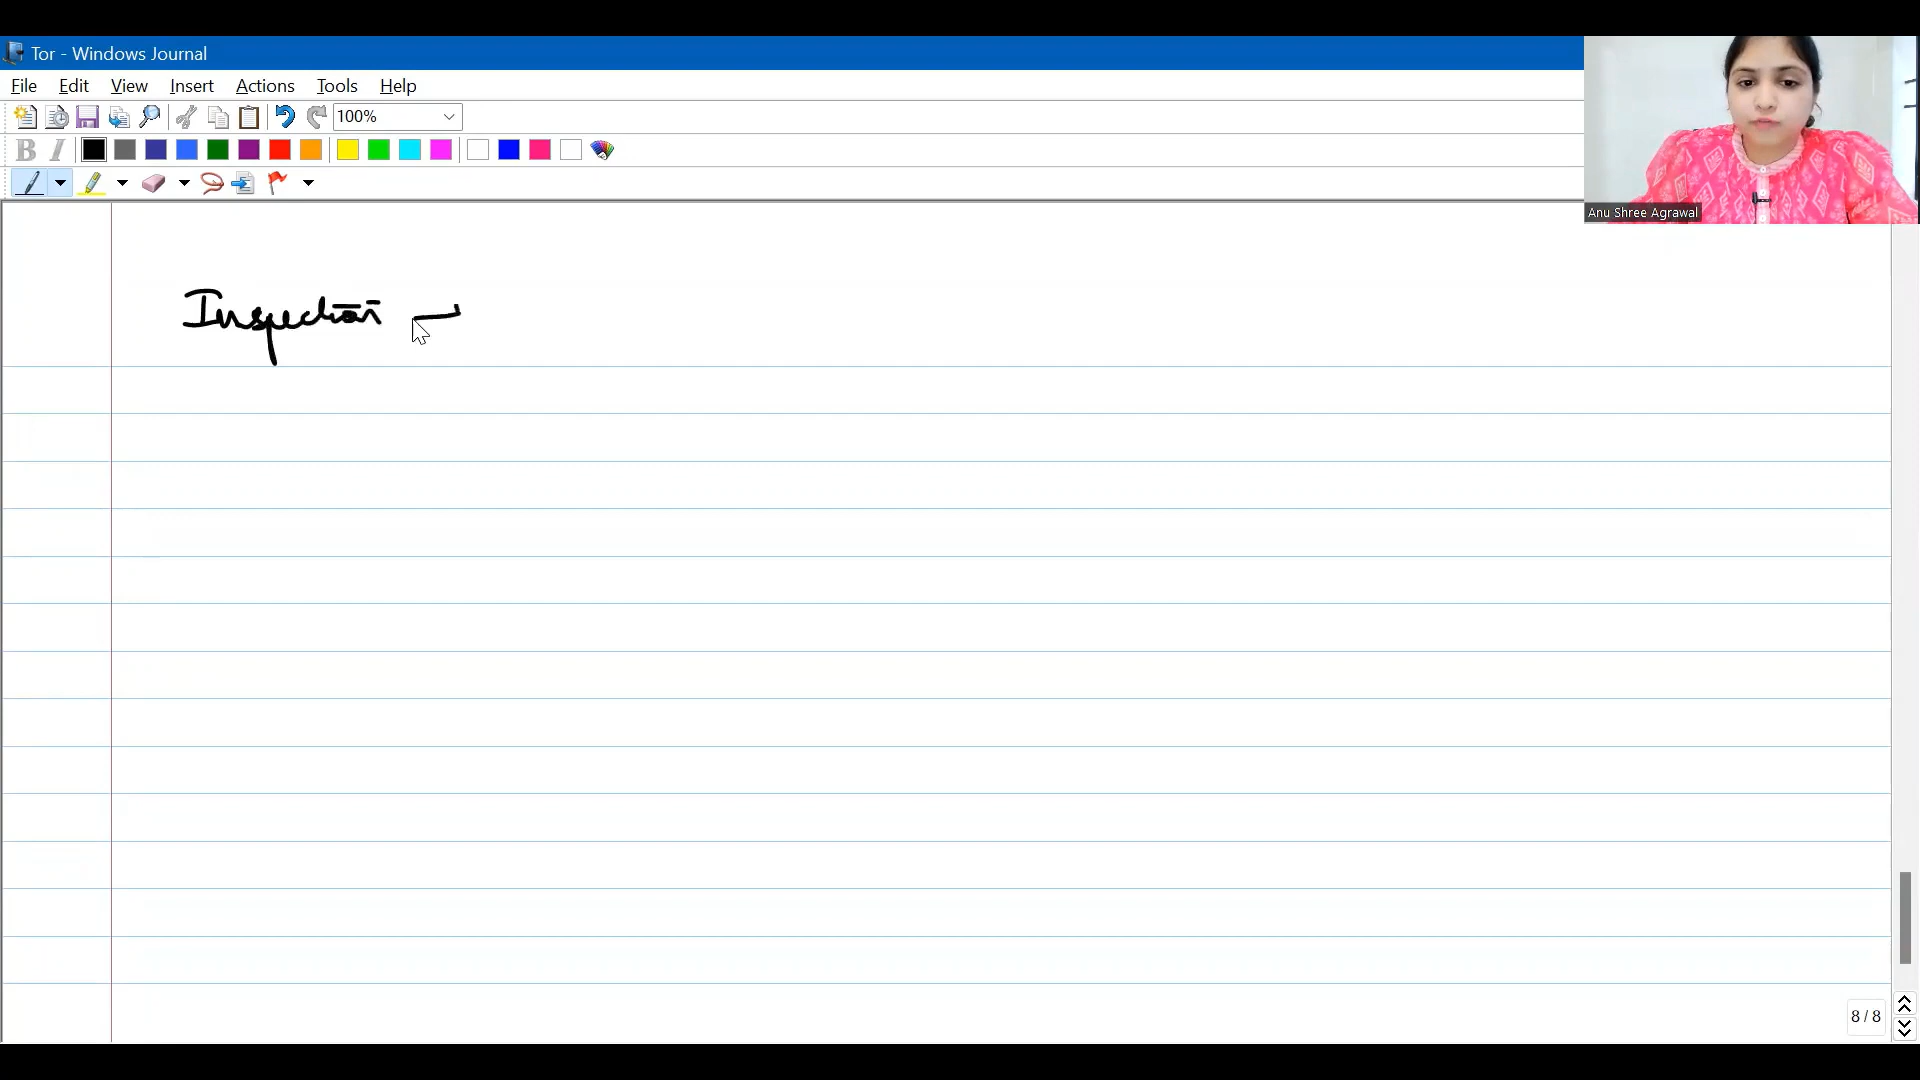 Tor - Windows Journal
File Edit View Insert Actions Tools Help
100%
B I
Anu Shree Agrawal
Inspection
8 / 8